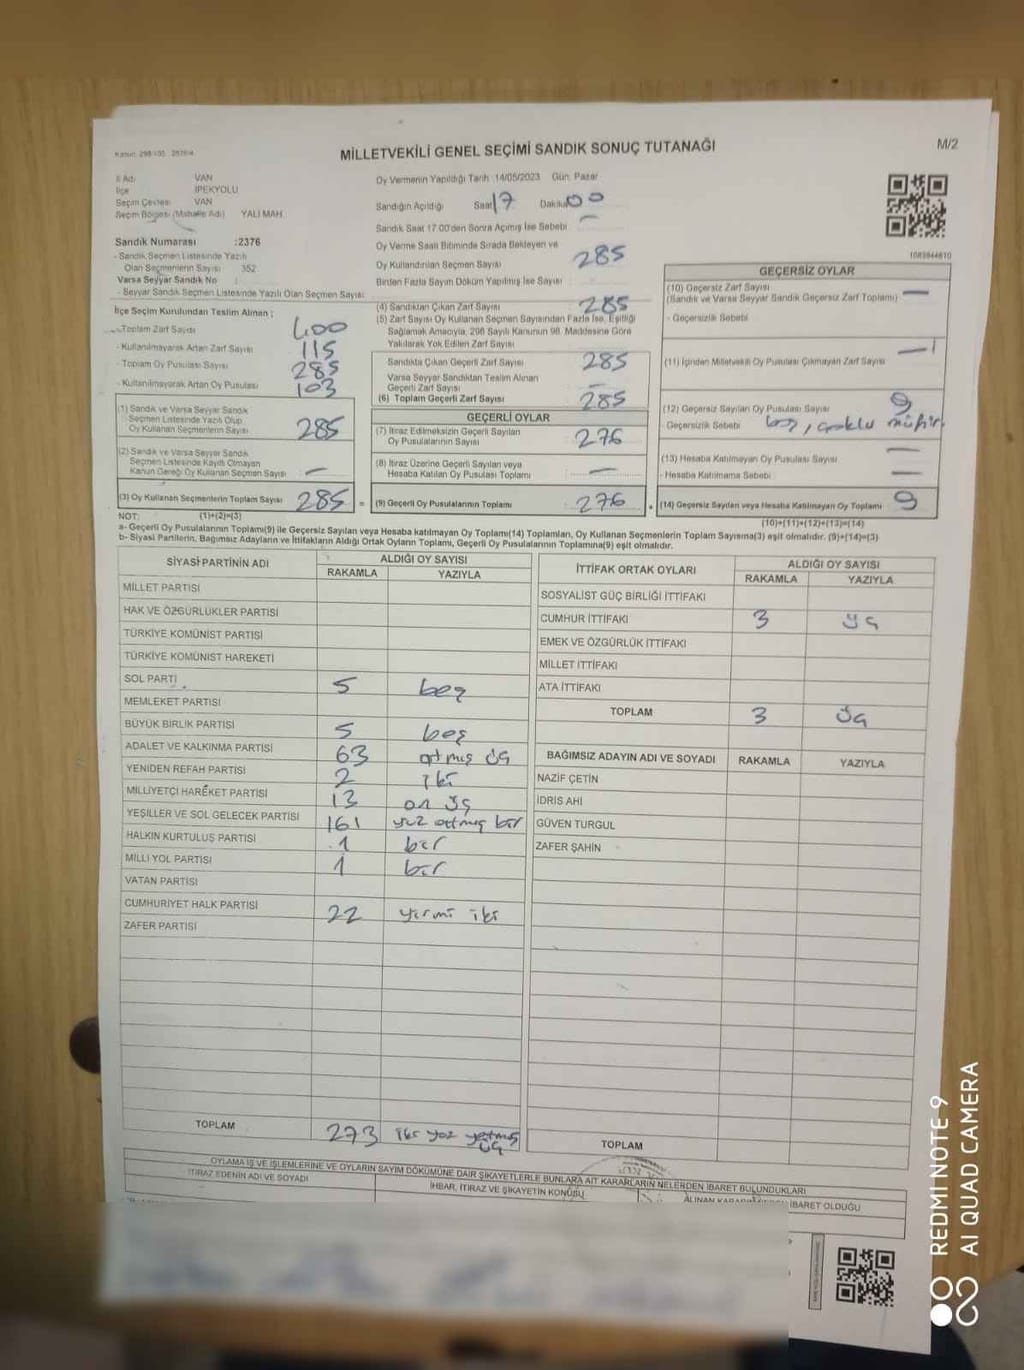 Kanun: 298/105 2876/4
MİLLETVEKİLİ GENEL SEÇİMİ SANDIK SONUÇ TUTANAĞI
M/2
İl Adı VAN
İlçe İPEKYOLU
Seçim Çevresi VAN
Seçim Bölgesi (Mahalle Adı) YALI MAH.
Sandık Numarası :2376
- Sandık Seçmen Listesinde Yazılı
Olan Seçmenlerin Sayısı : 352
Varsa Seyyar Sandık No :
- Seyyar Sandık Seçmen Listesinde Yazılı Olan Seçmen Sayısı:
İlçe Seçim Kurulundan Teslim Alınan ;
- Toplam Zarf Sayısı 400
- Kullanılmayarak Artan Zarf Sayısı 115
- Toplam Oy Pusulası Sayısı 285
- Kullanılmayarak Artan Oy Pusulası 103
(1) Sandık ve Varsa Seyyar Sandık
Seçmen Listesinde Yazılı Olup
Oy Kullanan Seçmenlerin Sayısı 285
(2) Sandık ve Varsa Seyyar Sandık
Seçmen Listesinde Kayıtlı Olmayan
Kanun Gereği Oy Kullanan Seçmen Sayısı –
(3) Oy Kullanan Seçmenlerin Toplam Sayısı 285 =
(1)+(2)=(3)
Oy Vermenin Yapıldığı Tarih :14/05/2023 Gün: Pazar
Sandığın Açıldığı Saat 17 Dakika 00
Sandık Saat 17:00'den Sonra Açılmış İse Sebebi –
Oy Verme Saati Bitiminde Sırada Bekleyen ve
Oy Kullandırılan Seçmen Sayısı 285
Birden Fazla Sayım Döküm Yapılmış İse Sayısı
(4) Sandıktan Çıkan Zarf Sayısı 285
(5) Zarf Sayısı Oy Kullanan Seçmen Sayısından Fazla İse, Eşitliği
Sağlamak Amacıyla, 298 Sayılı Kanunun 98. Maddesine Göre
Yakılarak Yok Edilen Zarf Sayısı
Sandıkta Çıkan Geçerli Zarf Sayısı 285
Varsa Seyyar Sandıktan Teslim Alınan
Geçerli Zarf Sayısı –
(6) Toplam Geçerli Zarf Sayısı 285
GEÇERLİ OYLAR
(7) İtiraz Edilmeksizin Geçerli Sayılan
Oy Pusulalarının Sayısı 276
(8) İtiraz Üzerine Geçerli Sayılan veya
Hesaba Katılan Oy Pusulası Toplamı –
(9) Geçerli Oy Pusulalarının Toplamı 276 +
1083944810
GEÇERSİZ OYLAR
(10) Geçersiz Zarf Sayısı
(Sandık ve Varsa Seyyar Sandık Geçersiz Zarf Toplamı) –
- Geçersizlik Sebebi
(11) İçinden Milletvekili Oy Pusulası Çıkmayan Zarf Sayısı –
(12) Geçersiz Sayılan Oy Pusulası Sayısı 9
- Geçersizlik Sebebi boş, çoklu mühür
(13) Hesaba Katılmayan Oy Pusulası Sayısı –
- Hesaba Katılmama Sebebi –
(14) Geçersiz Sayılan veya Hesaba Katılmayan Oy Toplamı 9
(10)+(11)+(12)+(13)=(14)
NOT:
a- Geçerli Oy Pusulalarının Toplamı(9) ile Geçersiz Sayılan veya Hesaba katılmayan Oy Toplamı(14) Toplamları, Oy Kullanan Seçmenlerin Toplam Sayısına(3) eşit olmalıdır. (9)+(14)=(3)
b- Siyasi Partilerin, Bağımsız Adayların ve İttifakların Aldığı Ortak Oyların Toplamı, Geçerli Oy Pusulalarının Toplamına(9) eşit olmalıdır.
SİYASİ PARTİNİN ADI ALDIĞI OY SAYISI
RAKAMLA YAZIYLA
MİLLET PARTİSİ
HAK VE ÖZGÜRLÜKLER PARTİSİ
TÜRKİYE KOMÜNİST PARTİSİ
TÜRKİYE KOMÜNİST HAREKETİ
SOL PARTİ 5 beş
MEMLEKET PARTİSİ
BÜYÜK BİRLİK PARTİSİ 5 beş
ADALET VE KALKINMA PARTİSİ 63 atmış üç
YENİDEN REFAH PARTİSİ 2 iki
MİLLİYETÇİ HAREKET PARTİSİ 13 on üç
YEŞİLLER VE SOL GELECEK PARTİSİ 161 yüz atmış bir
HALKIN KURTULUŞ PARTİSİ 1 bir
MİLLİ YOL PARTİSİ 1 bir
VATAN PARTİSİ
CUMHURİYET HALK PARTİSİ 22 yirmi iki
ZAFER PARTİSİ
TOPLAM 273 iki yüz yetmiş üç
İTTİFAK ORTAK OYLARI ALDIĞI OY SAYISI
RAKAMLA YAZIYLA
SOSYALİST GÜÇ BİRLİĞİ İTTİFAKI
CUMHUR İTTİFAKI 3 üç
EMEK VE ÖZGÜRLÜK İTTİFAKI
MİLLET İTTİFAKI
ATA İTTİFAKI
TOPLAM 3 üç
BAĞIMSIZ ADAYIN ADI VE SOYADI RAKAMLA YAZIYLA
NAZİF ÇETİN
İDRİS AHİ
GÜVEN TURGUL
ZAFER ŞAHİN
TOPLAM
OYLAMA İŞ VE İŞLEMLERİNE VE OYLARIN SAYIM DÖKÜMÜNE DAİR ŞİKAYETLERLE BUNLARA AİT KARARLARIN NELERDEN İBARET BULUNDUKLARI
İTİRAZ EDENİN ADI VE SOYADI İHBAR, İTİRAZ VE ŞİKAYETİN KONUSU ALINAN İBARET OLDUĞU
REDMI NOTE 9
AI QUAD CAMERA